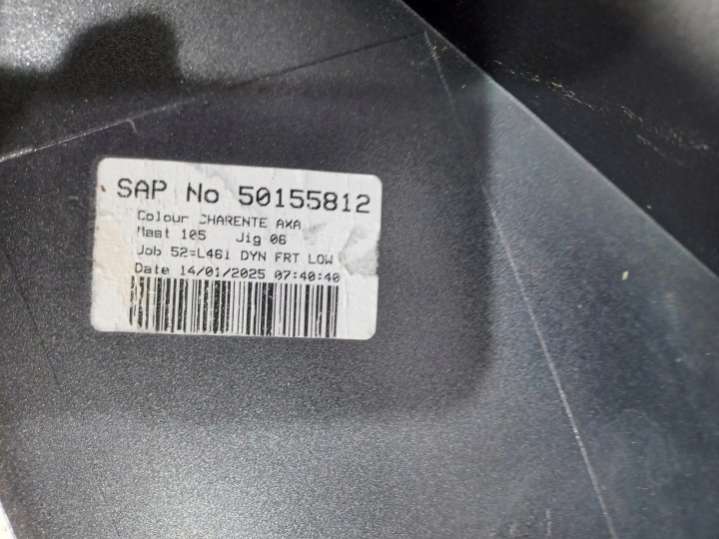 SAP No 50155812
Colour CHARENTE AXA
Mast 105 Jig 06
Job 52=L461 DYN FRT LOW
Date 14/01/2025 07:40:40